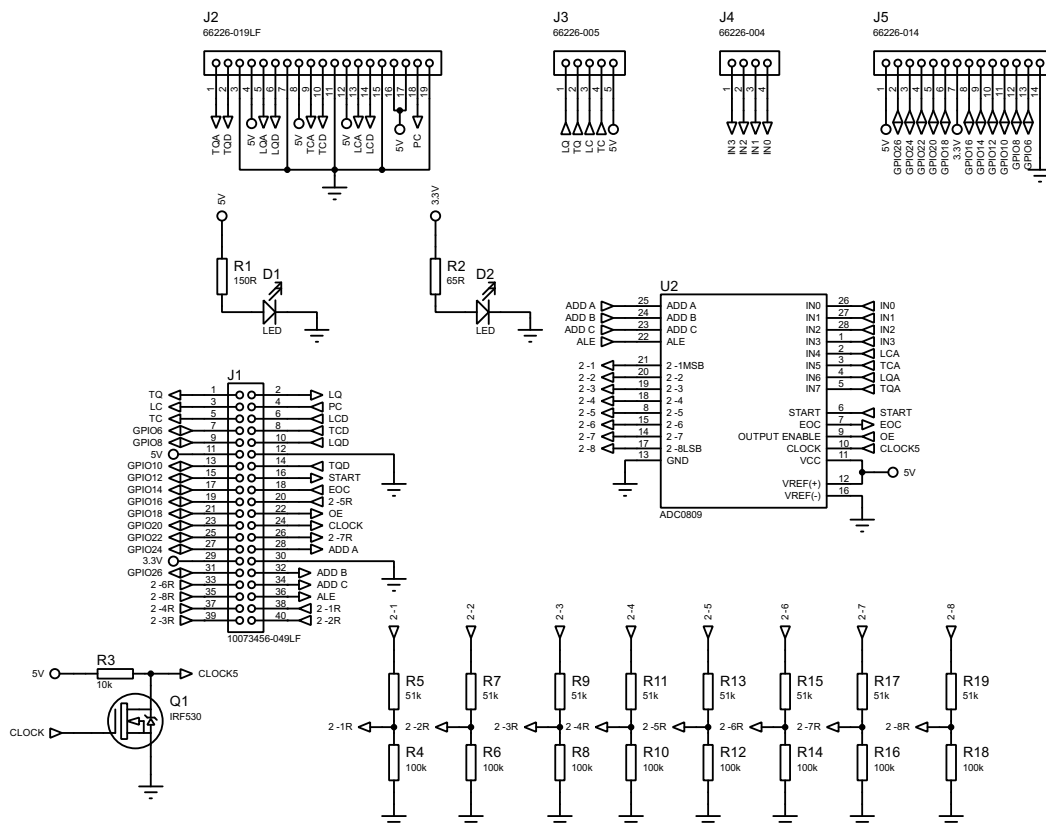 J2
66226-019LF
1 2 3 4 5 6 7 8 9 10 11 12 13 14 15 16 17 18 19
TQA TQD 5V LQA LQD 5V TCA TCD 5V LCA LCD 5V PC
J3
66226-005
1 2 3 4 5
LQ TQ LC TC 5V
J4
66226-004
1 2 3 4
IN3 IN2 IN1 IN0
J5
66226-014
1 2 3 4 5 6 7 8 9 10 11 12 13 14
5V GPIO26 GPIO24 GPIO22 GPIO20 GPIO18 3.3V GPIO16 GPIO14 GPIO12 GPIO10 GPIO8 GPIO6
5V
R1
150R
D1
LED
3.3V
R2
65R
D2
LED
U2
ADD A 25 ADD A IN0 26 IN0
ADD B 24 ADD B IN1 27 IN1
ADD C 23 ADD C IN2 28 IN2
ALE 22 ALE IN3 1 IN3
IN4 2 LCA
2-1 21 2-1MSB IN5 3 TCA
2-2 20 2-2 IN6 4 LQA
2-3 19 2-3 IN7 5 TQA
2-4 18 2-4
2-5 8 2-5 START 6 START
2-6 15 2-6 EOC 7 EOC
2-7 14 2-7 OUTPUT ENABLE 9 OE
2-8 17 2-8LSB CLOCK 10 CLOCK5
13 GND VCC 11
5V
VREF(+) 12
VREF(-) 16
ADC0809
J1
TQ 1 2 LQ
LC 3 4 PC
TC 5 6 LCD
GPIO6 7 8 TCD
GPIO8 9 10 LQD
5V 11 12
GPIO10 13 14 TQD
GPIO12 15 16 START
GPIO14 17 18 EOC
GPIO16 19 20 2-5R
GPIO18 21 22 OE
GPIO20 23 24 CLOCK
GPIO22 25 26 2-7R
GPIO24 27 28 ADD A
3.3V 29 30
GPIO26 31 32 ADD B
2-6R 33 34 ADD C
2-8R 35 36 ALE
2-4R 37 38 2-1R
2-3R 39 40 2-2R
10073456-049LF
5V
R3
10k
CLOCK5
Q1
IRF530
CLOCK
2-1 2-2 2-3 2-4 2-5 2-6 2-7 2-8
R5 R7 R9 R11 R13 R15 R17 R19
51k 51k 51k 51k 51k 51k 51k 51k
2-1R 2-2R 2-3R 2-4R 2-5R 2-6R 2-7R 2-8R
R4 R6 R8 R10 R12 R14 R16 R18
100k 100k 100k 100k 100k 100k 100k 100k